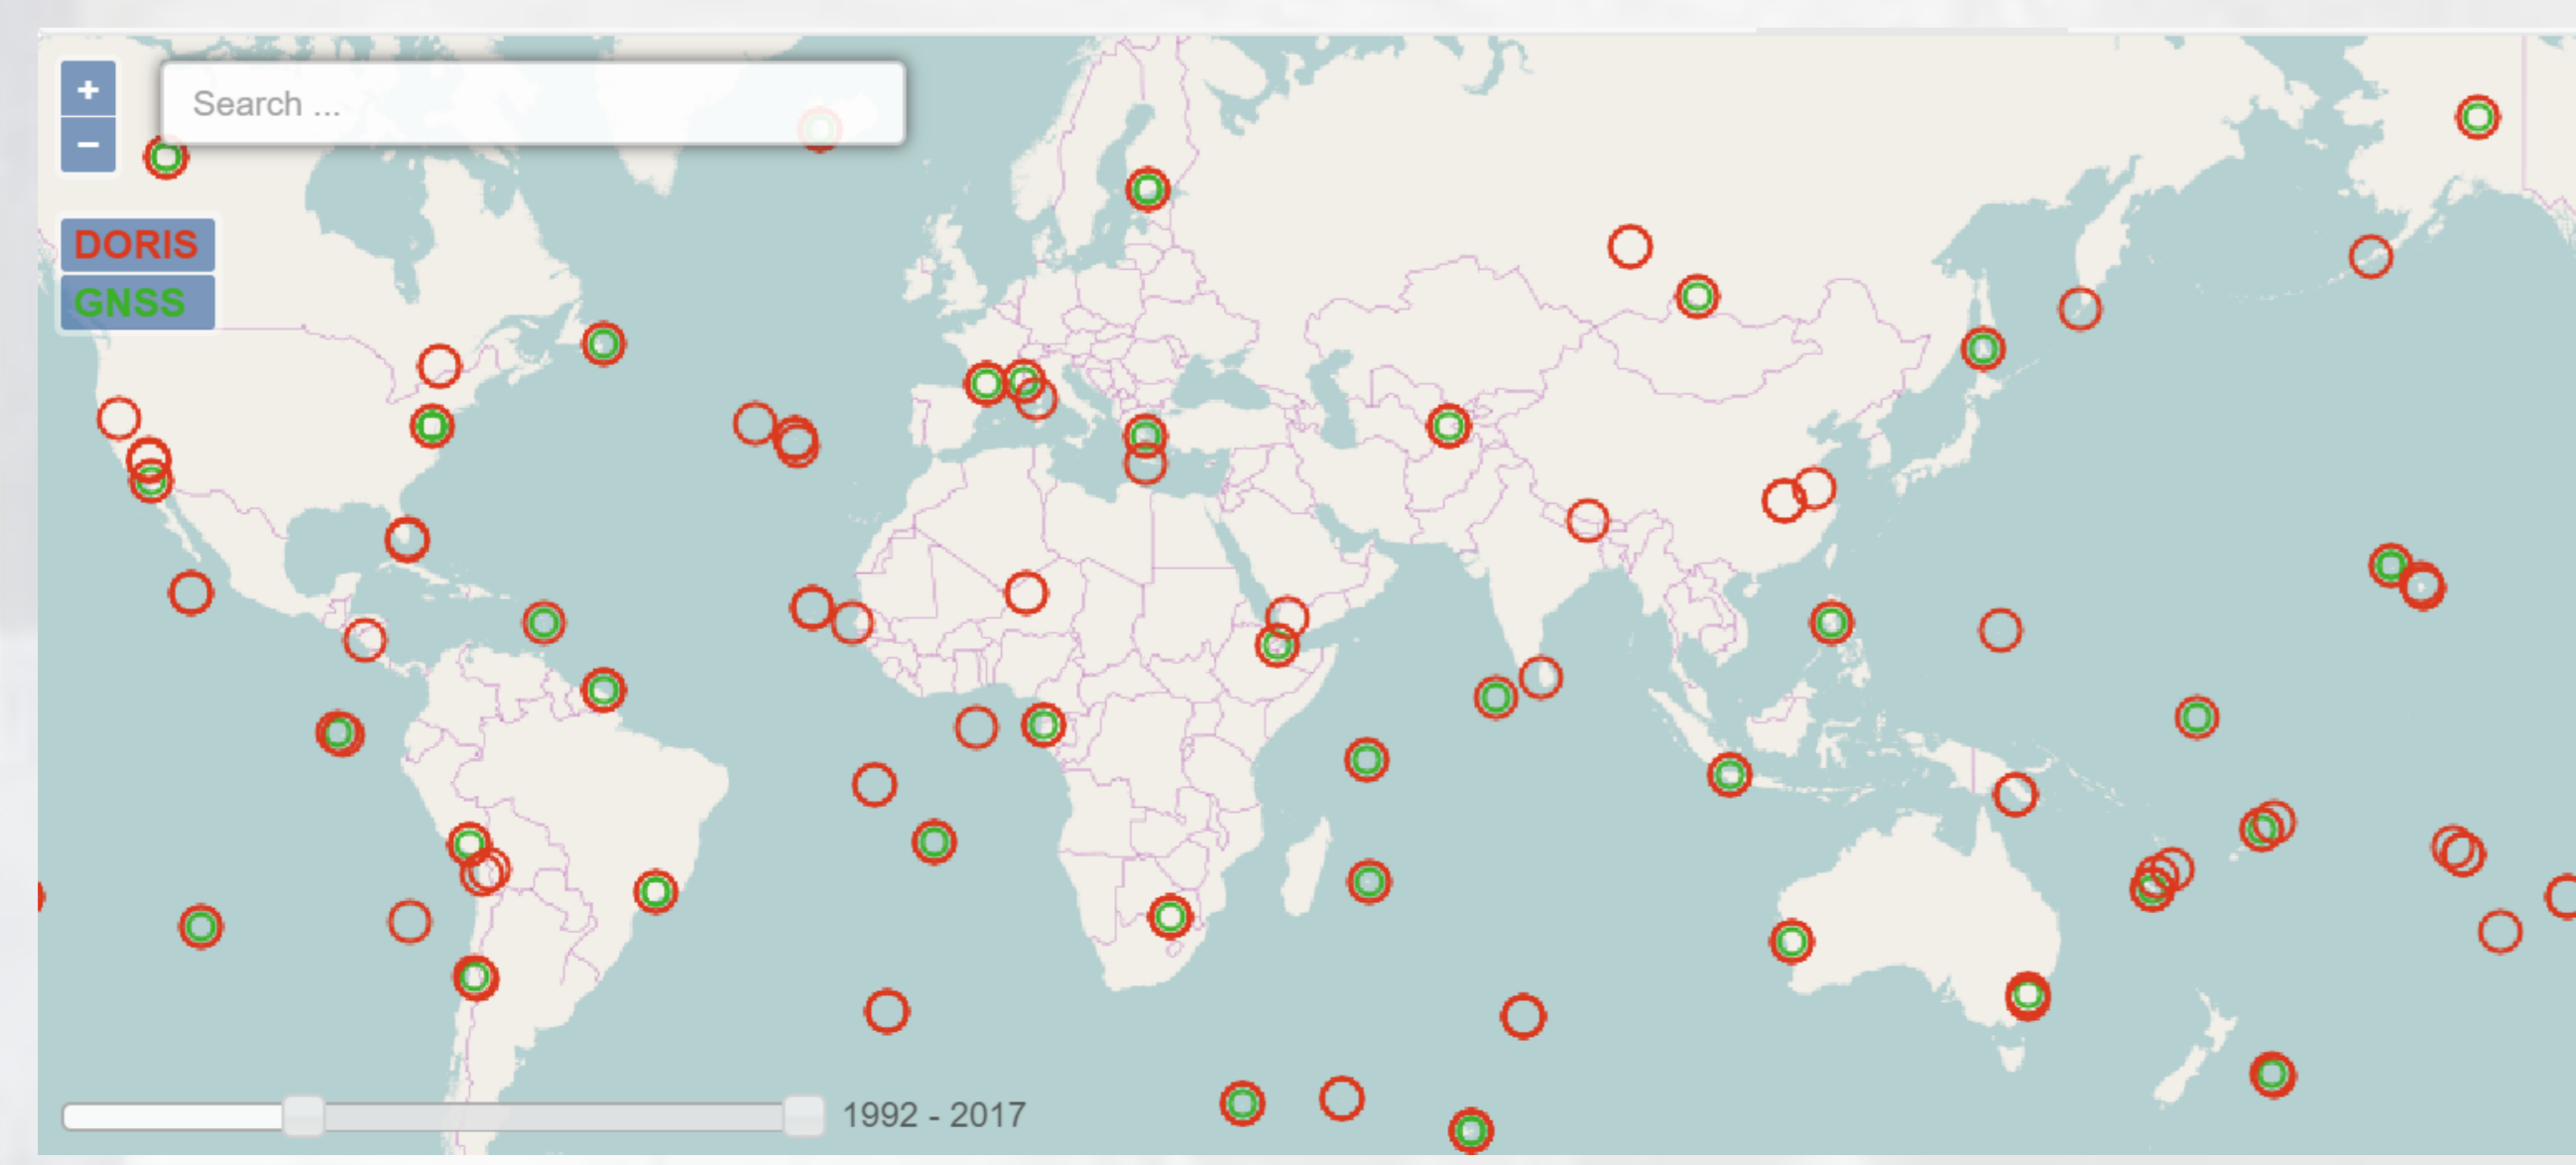 +
Search ...
−
DORIS
GNSS
1992 - 2017